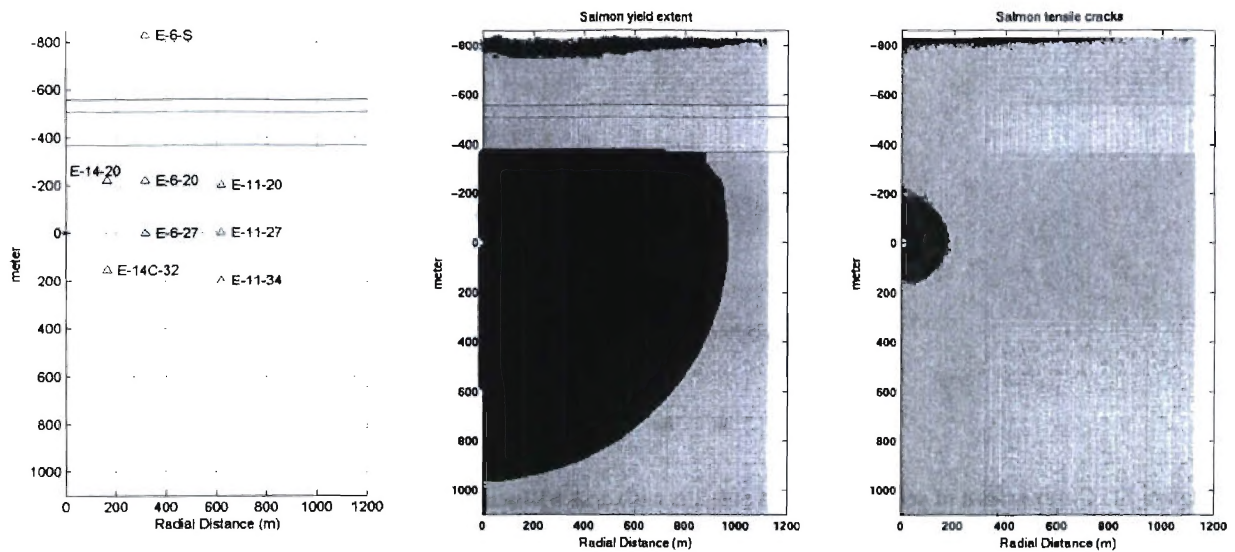 Salmon yield extent
Salmon tensile cracks
-800
E-6-S
-600
-400
E-14-20
-200
E-6-20
E-11-20
0
E-6-27
E-11-27
meter
E-14C-32
200
E-11-34
400
600
800
1000
0 200 400 600 800 1000 1200
Radial Distance (m)
-800
-600
-400
-200
0
meter
200
400
600
800
1000
0 200 400 600 800 1000 1200
Radial Distance (m)
-800
-600
-400
-200
0
meter
200
400
600
800
1000
0 200 400 600 800 1000 1200
Radial Distance (m)